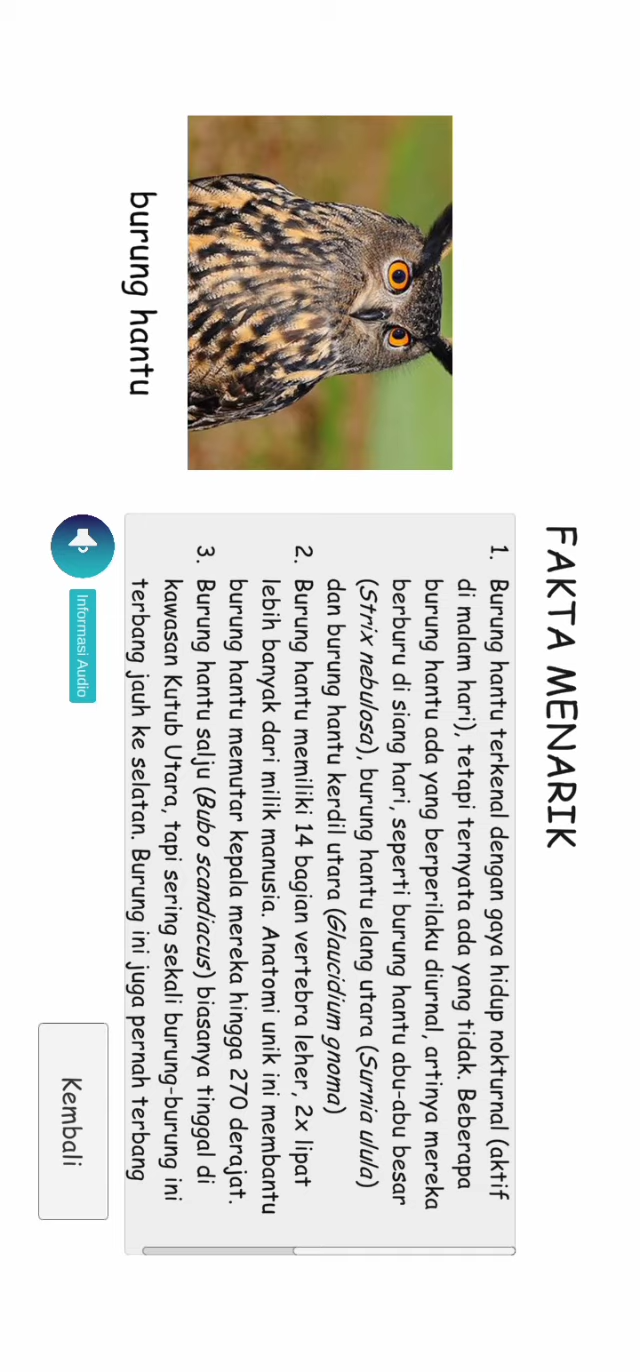 FAKTA MENARIK
burung hantu
1. Burung hantu terkenal dengan gaya hidup nokturnal (aktif
di malam hari), tetapi ternyata ada yang tidak. Beberapa
burung hantu ada yang berperilaku diurnal, artinya mereka
berburu di siang hari, seperti burung hantu abu-abu besar
(Strix nebulosa), burung hantu elang utara (Surnia ulula)
dan burung hantu kerdil utara (Glaucidium gnoma)
2. Burung hantu memiliki 14 bagian vertebra leher, 2x lipat
lebih banyak dari milik manusia. Anatomi unik ini membantu
burung hantu memutar kepala mereka hingga 270 derajat.
3. Burung hantu salju (Bubo scandiacus) biasanya tinggal di
kawasan Kutub Utara, tapi sering sekali burung-burung ini
terbang jauh ke selatan. Burung ini juga pernah terbang
Informasi Audio
Kembali